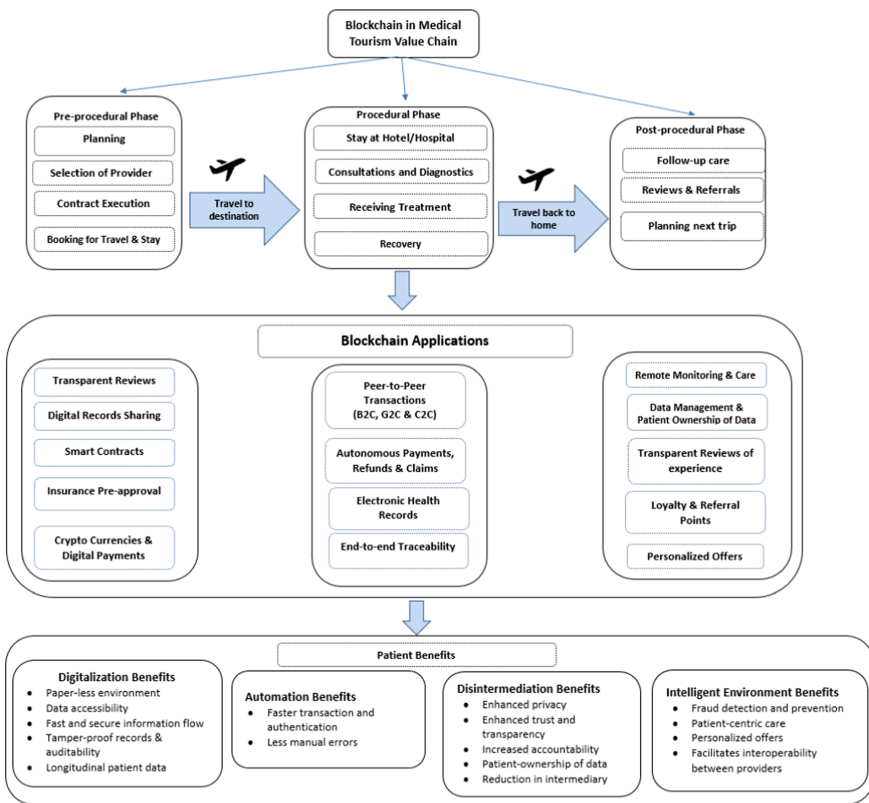 Blockchain in Medical
Tourism Value Chain
Pre-procedural Phase
Planning
Selection of Provider
Contract Execution
Booking for Travel & Stay
Travel to
destination
Procedural Phase
Stay at Hotel/Hospital
Consultations and Diagnostics
Receiving Treatment
Recovery
Travel back to
home
Post-procedural Phase
Follow-up care
Reviews & Referrals
Planning next trip
Blockchain Applications
Transparent Reviews
Digital Records Sharing
Smart Contracts
Insurance Pre-approval
Crypto Currencies &
Digital Payments
Peer-to-Peer
Transactions
(B2C, G2C & C2C)
Autonomous Payments,
Refunds & Claims
Electronic Health
Records
End-to-end Traceability
Remote Monitoring & Care
Data Management &
Patient Ownership of Data
Transparent Reviews of
experience
Loyalty & Referral
Points
Personalized Offers
Patient Benefits
Digitalization Benefits
• Paper-less environment
• Data accessibility
• Fast and secure information flow
• Tamper-proof records &
auditability
• Longitudinal patient data
Automation Benefits
• Faster transaction and
authentication
• Less manual errors
Disintermediation Benefits
• Enhanced privacy
• Enhanced trust and
transparency
• Increased accountability
• Patient-ownership of data
• Reduction in intermediary
Intelligent Environment Benefits
• Fraud detection and prevention
• Patient-centric care
• Personalized offers
• Facilitates interoperability
between providers